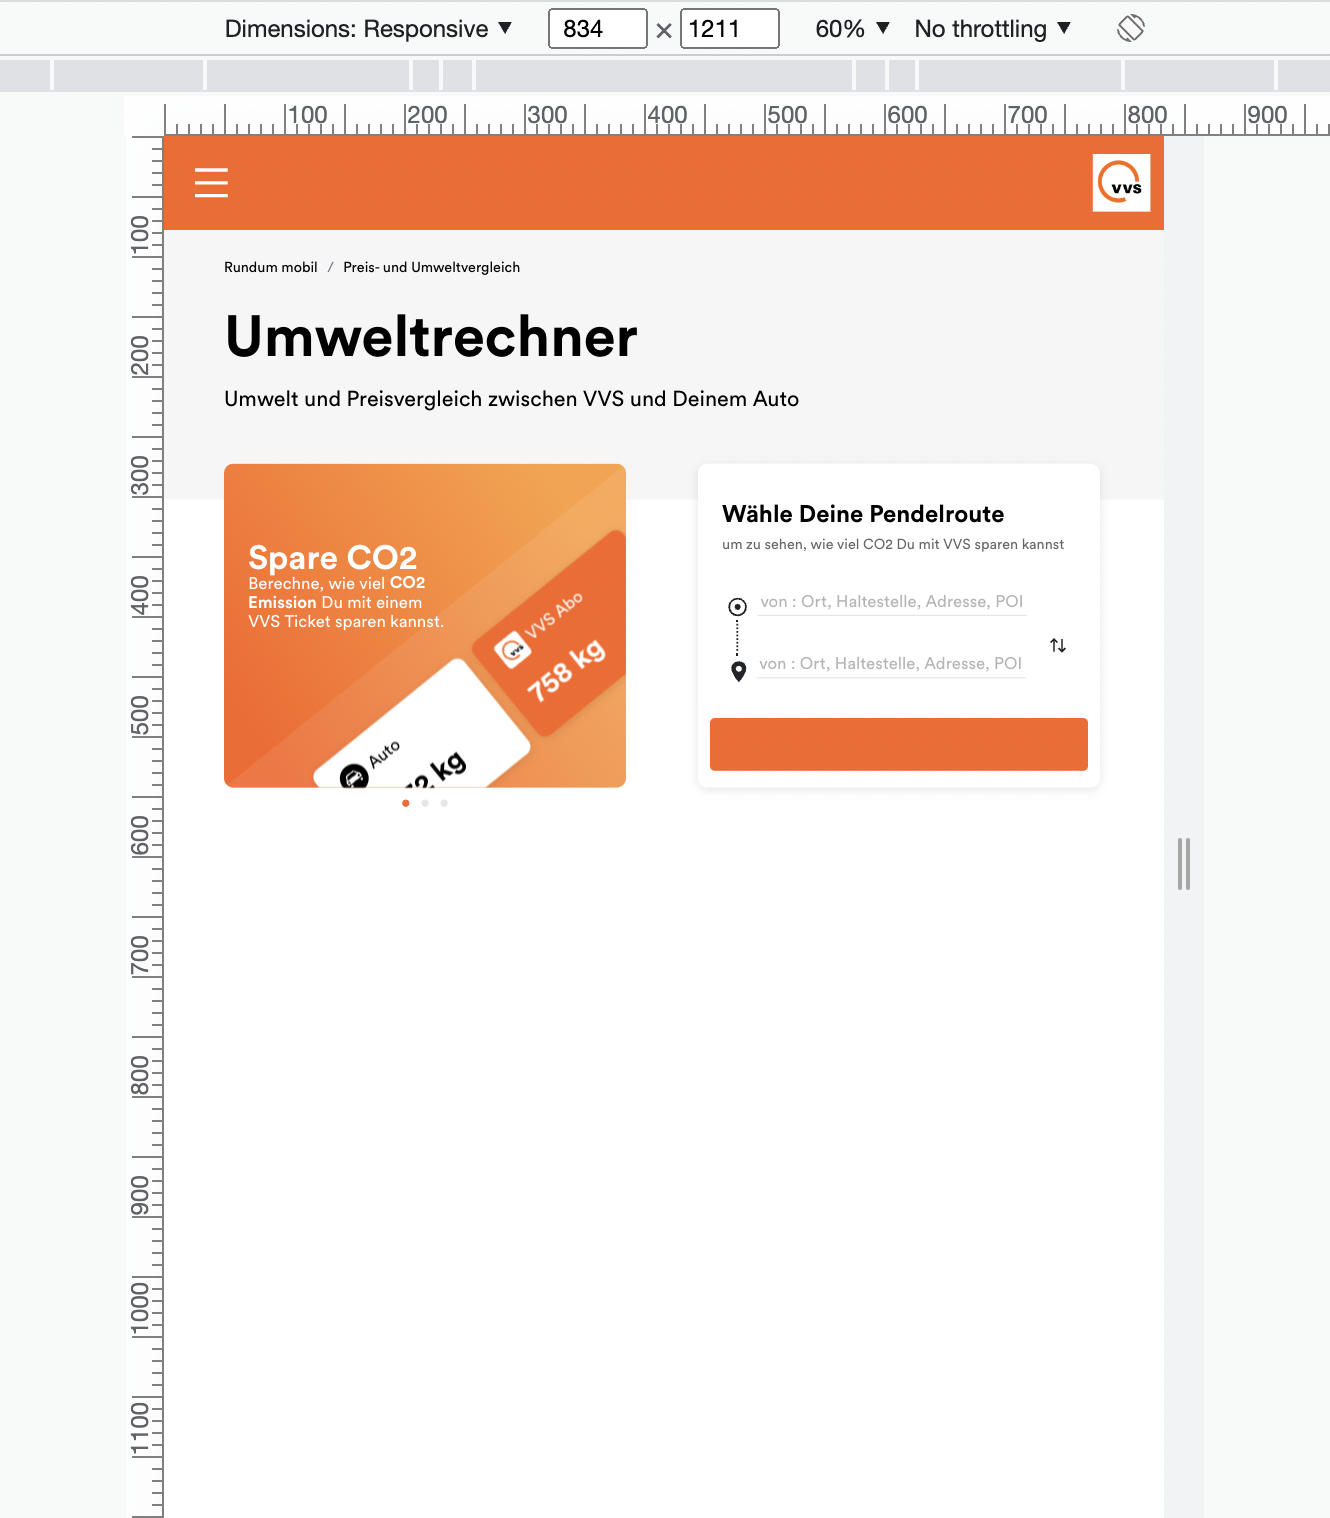 Dimensions: Responsive ▼ 834 × 1211 60% ▼ No throttling ▼
100 200 300 400 500 600 700 800 900
vvs
Rundum mobil / Preis- und Umweltvergleich
Umweltrechner
Umwelt und Preisvergleich zwischen VVS und Deinem Auto
Spare CO2
Berechne, wie viel CO2
Emission Du mit einem
VVS Ticket sparen kannst.
vvs VVS Abo
758 kg
Auto
2 kg
Wähle Deine Pendelroute
um zu sehen, wie viel CO2 Du mit VVS sparen kannst
von : Ort, Haltestelle, Adresse, POI
von : Ort, Haltestelle, Adresse, POI
100
200
300
400
500
600
700
800
900
1000
1100